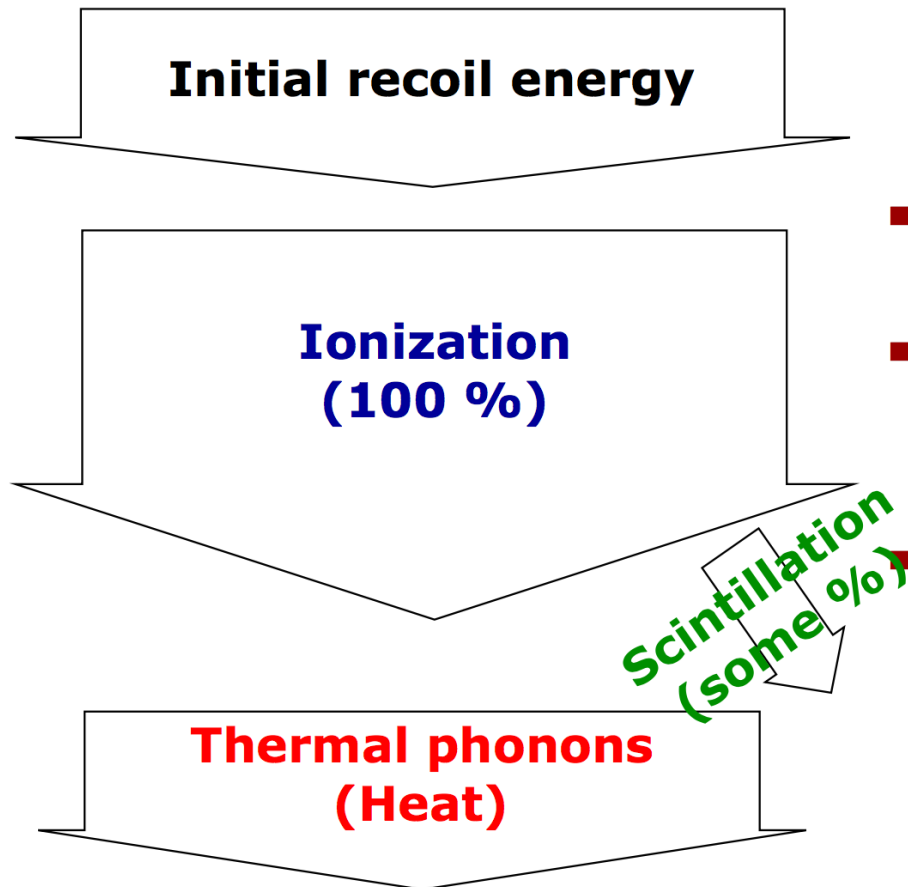 Initial recoil energy
Ionization
(100 %)
Scintillation
(some %)
Thermal phonons
(Heat)